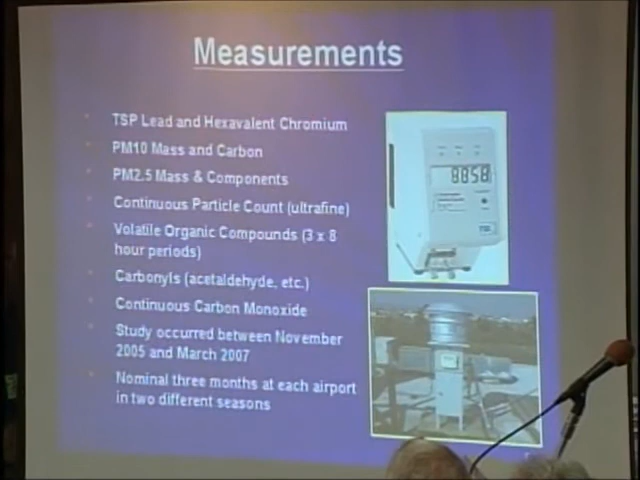 Measurements
TSP Lead and Hexavalent Chromium
PM10 Mass and Carbon
PM2.5 Mass & Components
Continuous Particle Count (ultrafine)
Volatile Organic Compounds (3 x 8
hour periods)
Carbonyls (acetaldehyde, etc.)
Continuous Carbon Monoxide
Study occurred between November
2005 and March 2007
Nominal three months at each airport
in two different seasons